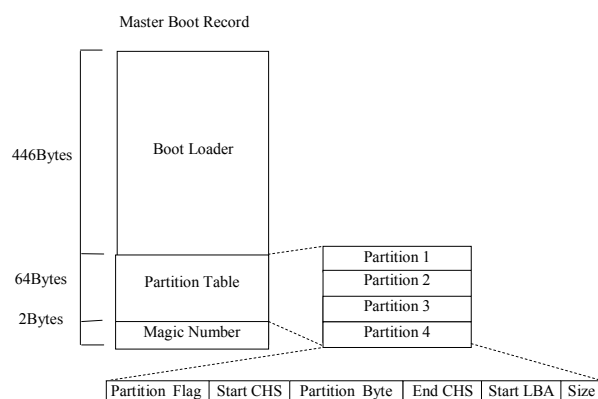 Master Boot Record
446Bytes
Boot Loader
64Bytes
Partition Table
2Bytes
Magic Number
Partition 1
Partition 2
Partition 3
Partition 4
Partition Flag Start CHS Partition Byte End CHS Start LBA Size